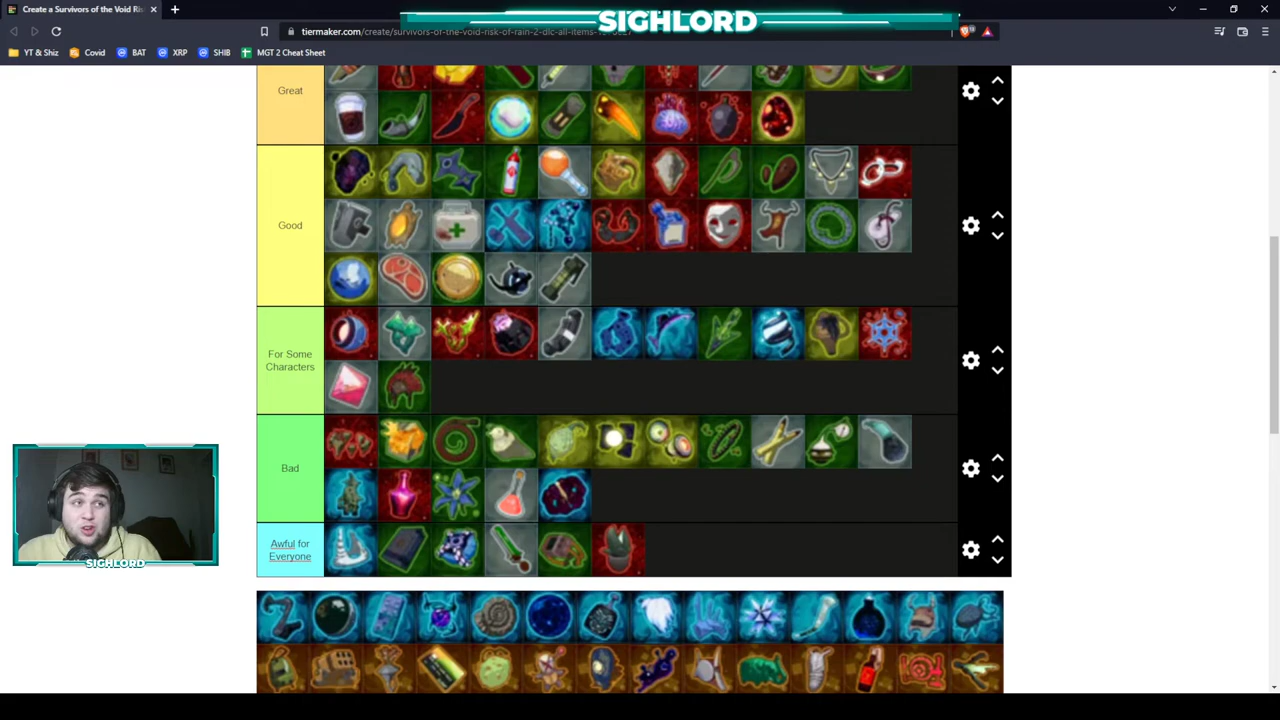 Create a Survivors of the Void Ris
SIGHLORD
tiermaker.com/create/survivors-of-the-void-risk-of-rain-2-dlc-all-items
YT & Shiz
Covid
BAT
XRP
SHIB
MGT 2 Cheat Sheet
Great
Good
For Some
Characters
Bad
Awful for
Everyone
SIGHLORD